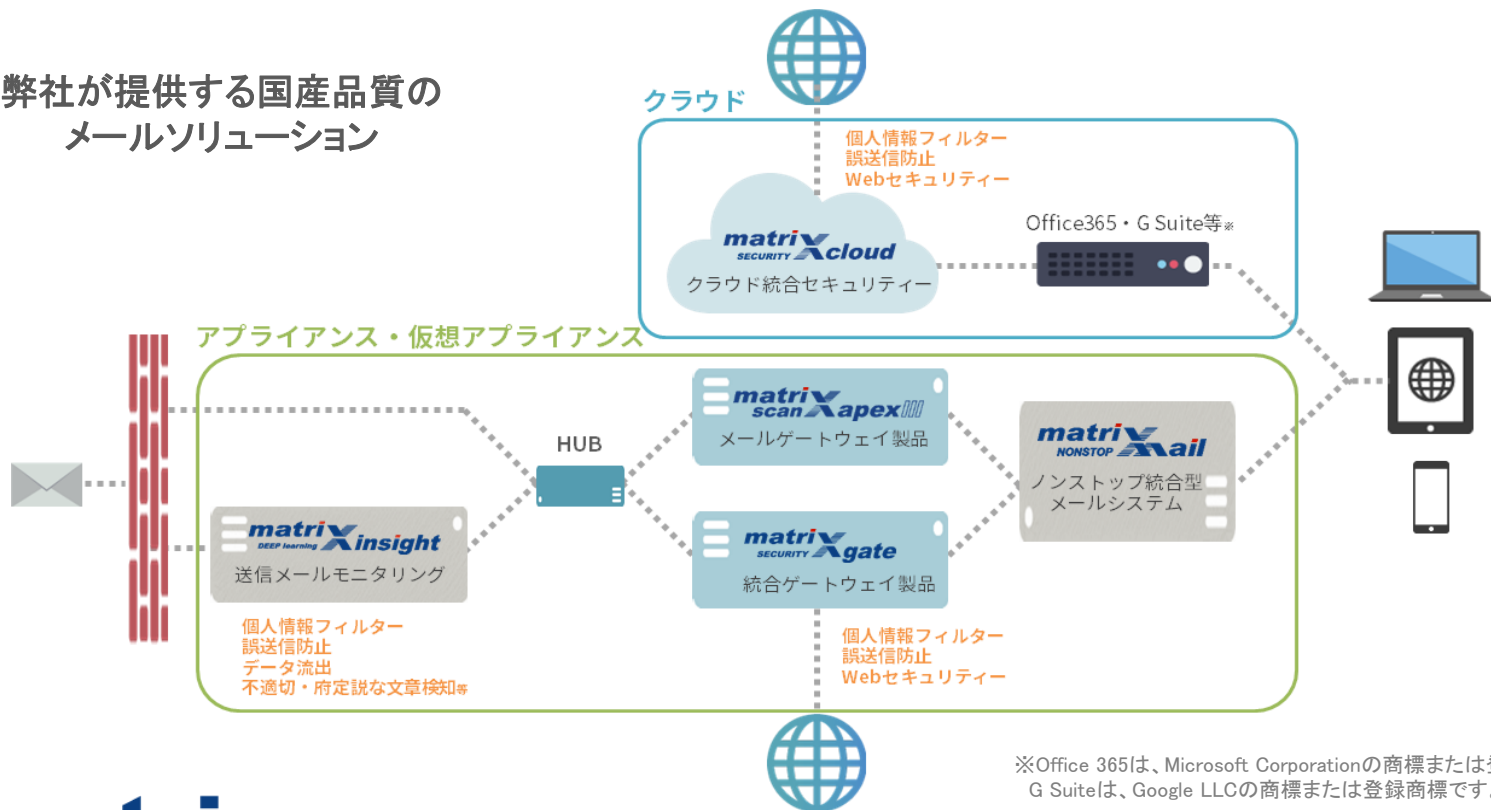 弊社が提供する国産品質の
メールソリューション
クラウド
個人情報フィルター
誤送信防止
Webセキュリティー
matriX cloud
SECURITY
クラウド統合セキュリティー
Office365・G Suite等※
アプライアンス・仮想アプライアンス
HUB
matriX
scan apex III
メールゲートウェイ製品
matriX mail
NONSTOP
ノンストップ統合型
メールシステム
matriX insight
DEEP learning
送信メールモニタリング
個人情報フィルター
誤送信防止
データ流出
不適切・府定説な文章検知等
matriX gate
SECURITY
統合ゲートウェイ製品
個人情報フィルター
誤送信防止
Webセキュリティー
※Office 365は、Microsoft Corporationの商標または
G Suiteは、Google LLCの商標または登録商標です。